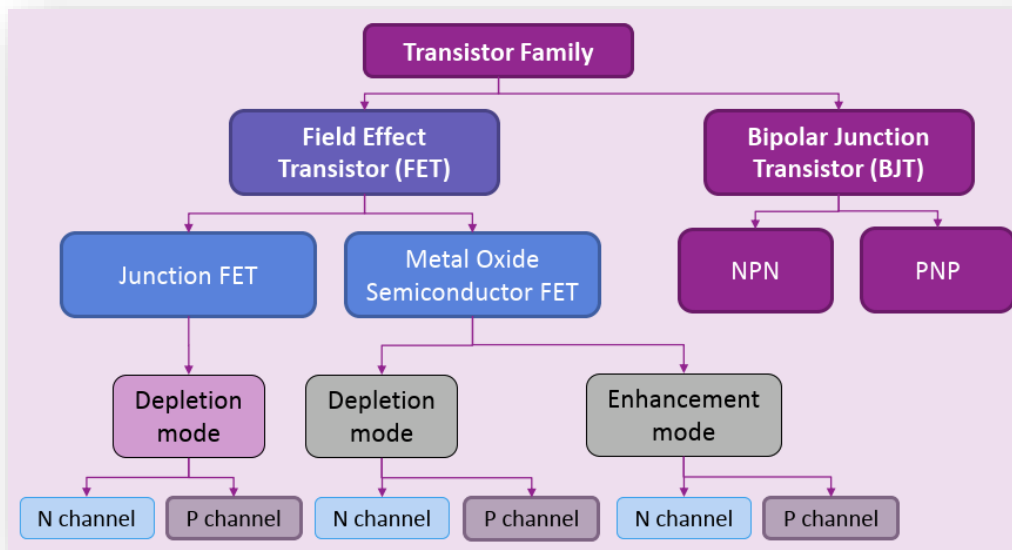 Transistor Family
Field Effect
Transistor (FET)
Bipolar Junction
Transistor (BJT)
Junction FET
Metal Oxide
Semiconductor FET
NPN
PNP
Depletion
mode
Depletion
mode
Enhancement
mode
N channel
P channel
N channel
P channel
N channel
P channel